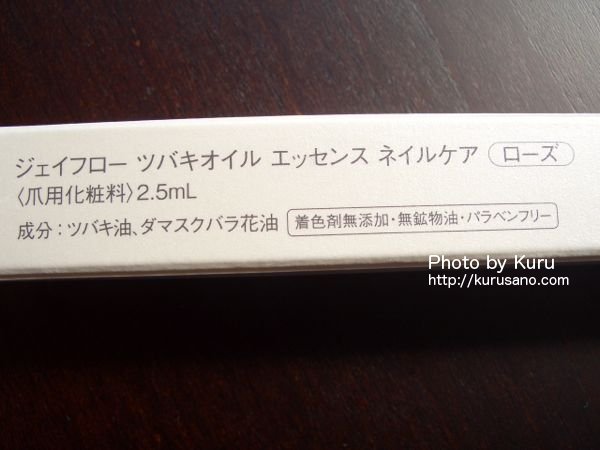 ジェイフロー ツバキオイル エッセンス ネイルケア ローズ
〈爪用化粧料〉2.5mL
成分：ツバキ油、ダマスクバラ花油 着色剤無添加・無鉱物油・パラベンフリー
Photo by Kuru
http://kurusano.com/